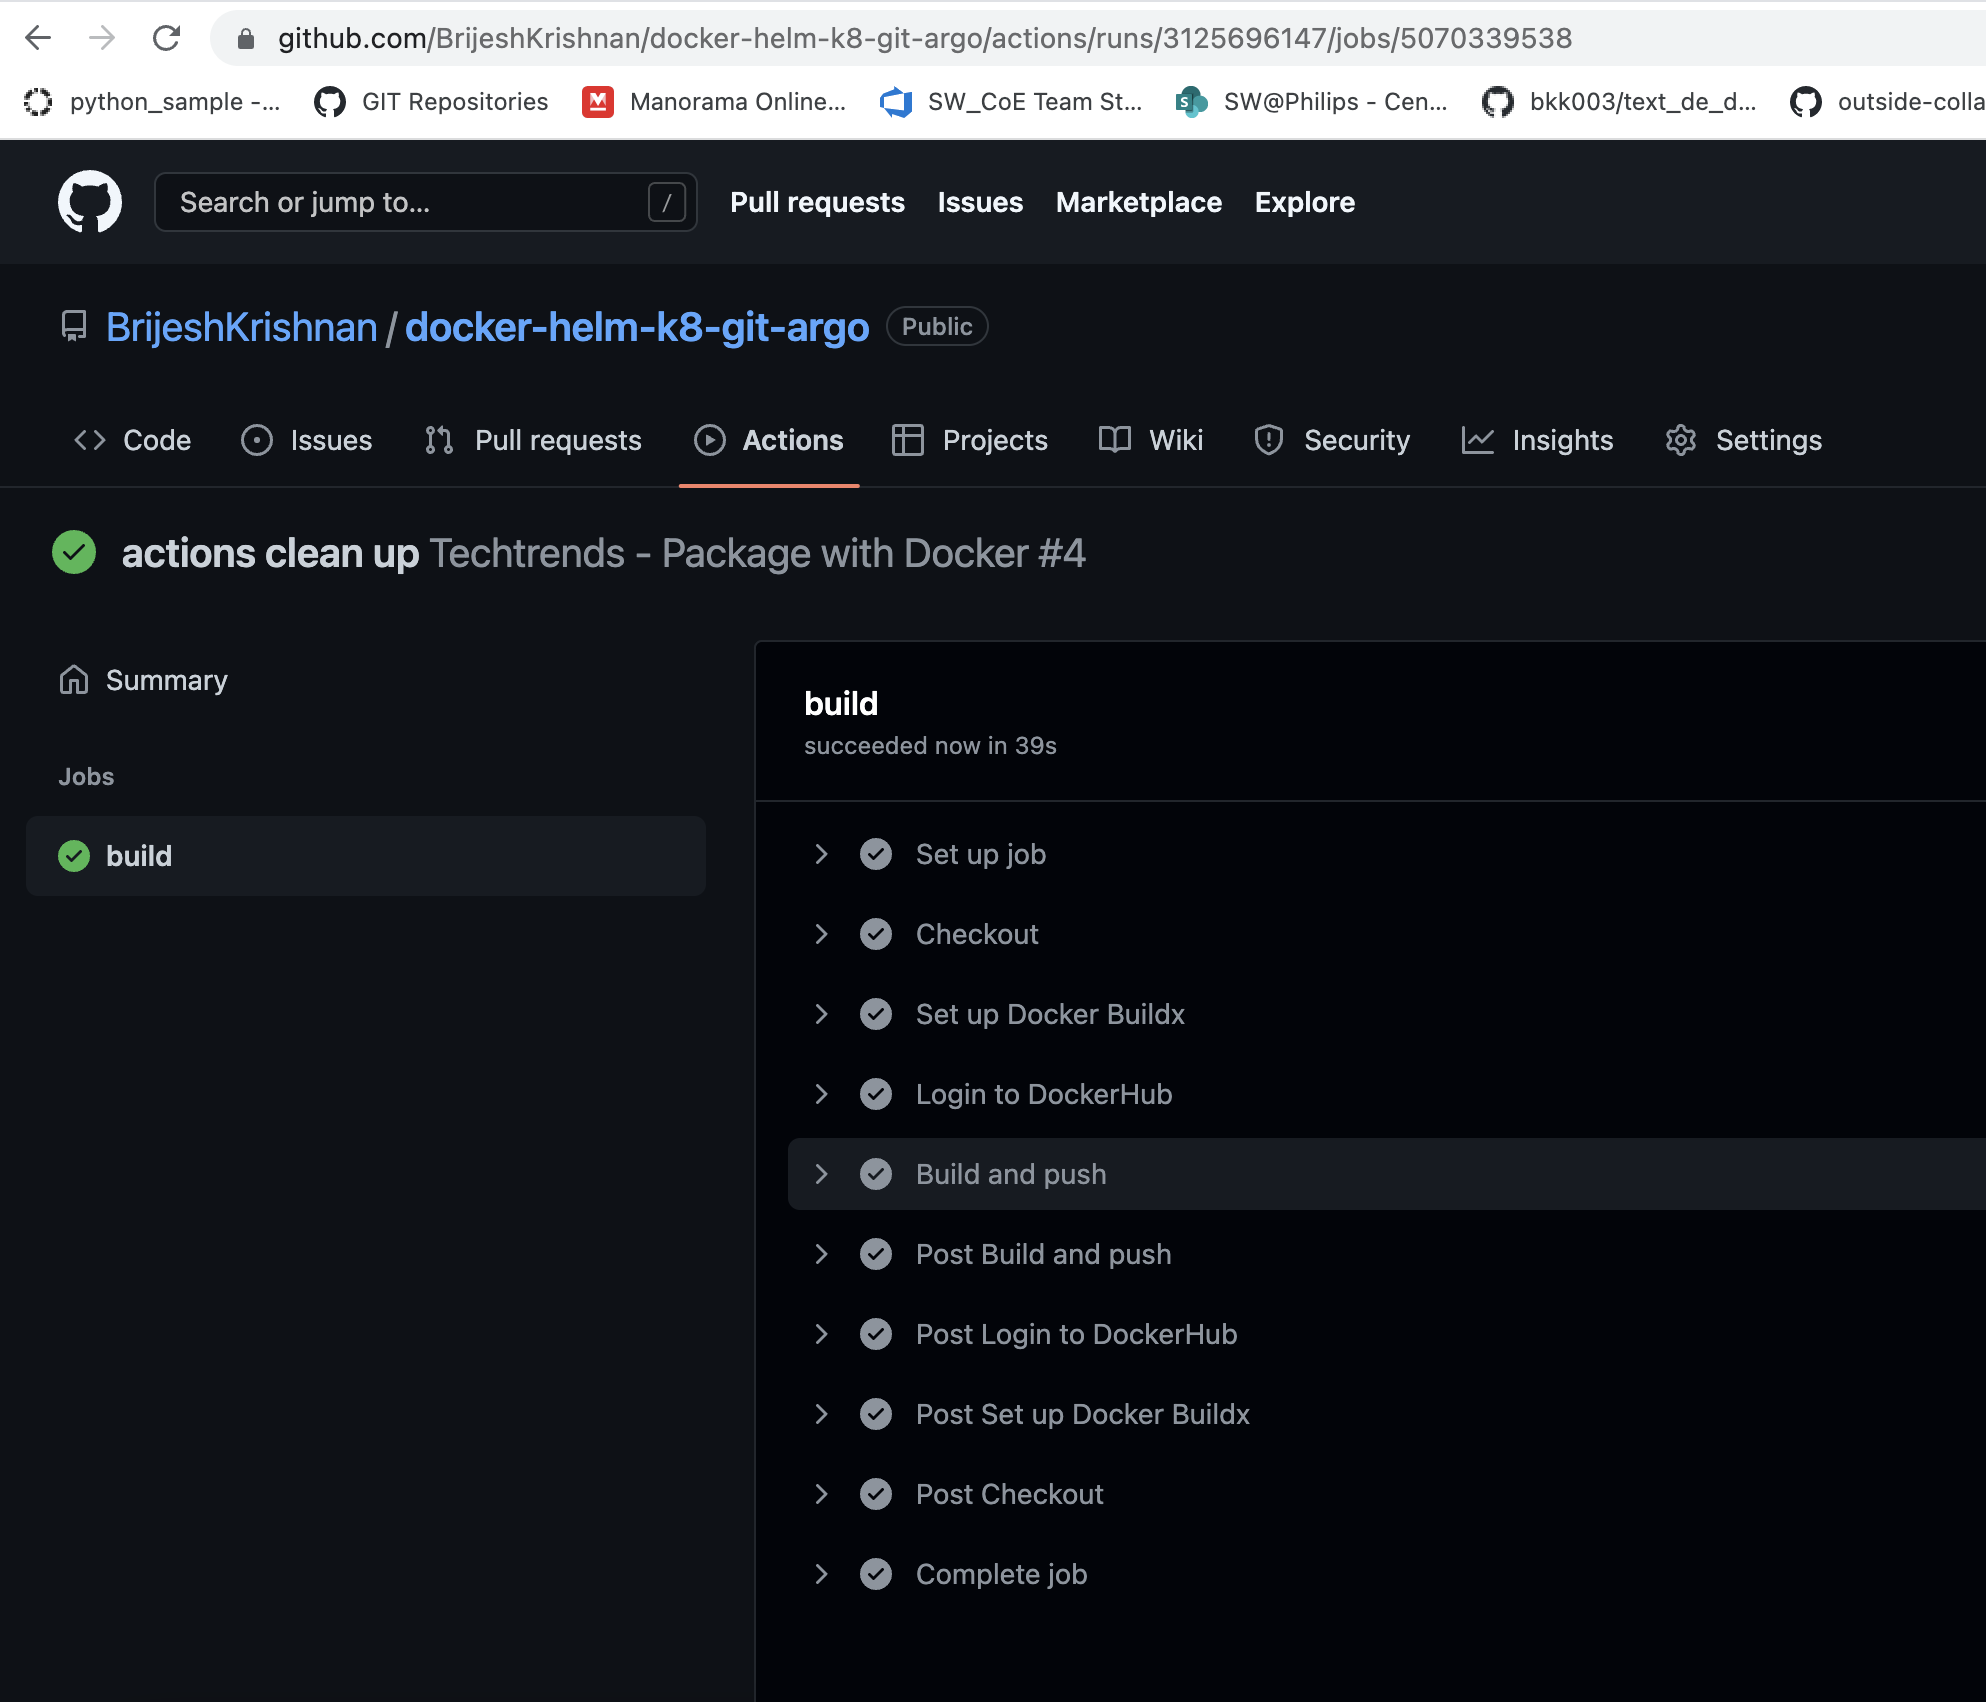 github.com/BrijeshKrishnan/docker-helm-k8-git-argo/actions/runs/3125696147/jobs/5070339538
python_sample -... GIT Repositories M Manorama Online... SW_CoE Team St... S SW@Philips - Cen... bkk003/text_de_d... outside-colla
Search or jump to... / Pull requests Issues Marketplace Explore
BrijeshKrishnan / docker-helm-k8-git-argo Public
Code Issues Pull requests Actions Projects Wiki Security Insights Settings
actions clean up Techtrends - Package with Docker #4
Summary
Jobs
build
build
succeeded now in 39s
Set up job
Checkout
Set up Docker Buildx
Login to DockerHub
Build and push
Post Build and push
Post Login to DockerHub
Post Set up Docker Buildx
Post Checkout
Complete job